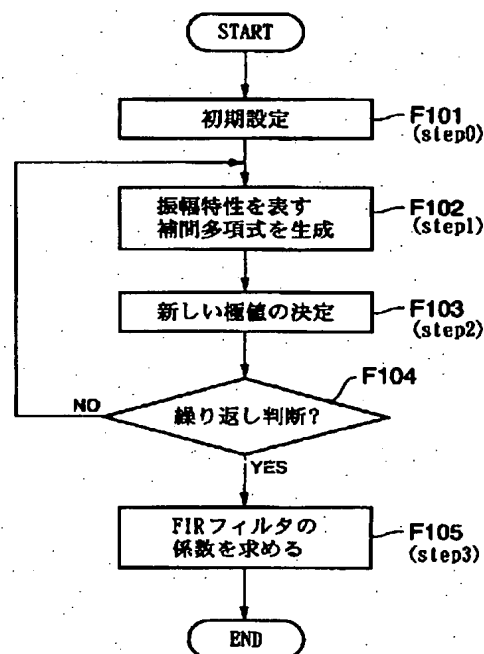 START
初期設定
F101
(step0)
振幅特性を表す
補間多項式を生成
F102
(step1)
新しい極値の決定
F103
(step2)
F104
繰り返し判断?
NO
YES
FIRフィルタの
係数を求める
F105
(step3)
END